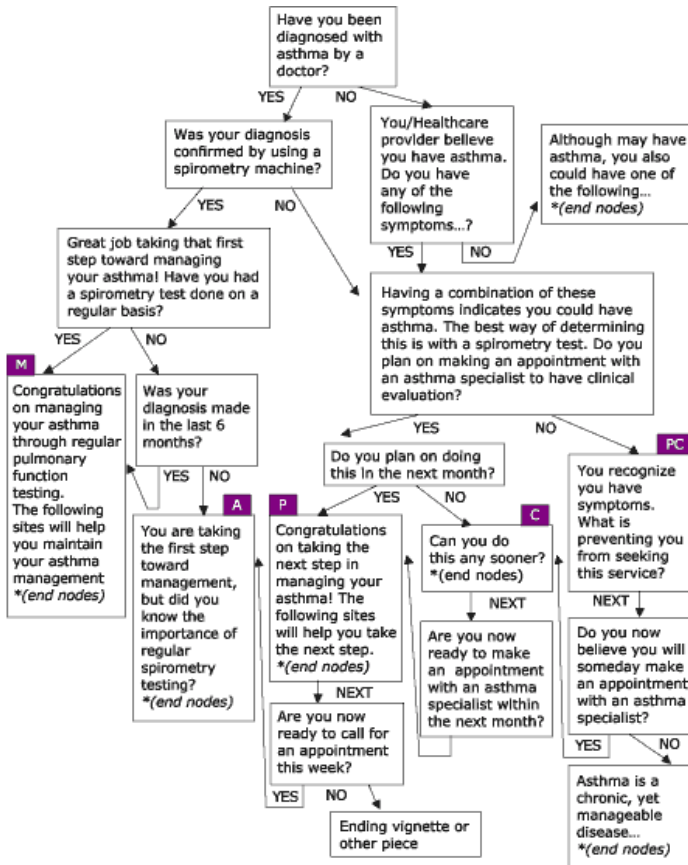 Have you been
diagnosed with
asthma by a
doctor?
YES
NO
Was your diagnosis
confirmed by using a
spirometry machine?
You/Healthcare
provider believe
you have asthma.
Do you have
any of the
following
symptoms...?
Although may have
asthma, you also
could have one of
the following...
*(end nodes)
YES
NO
Great job taking that first
step toward managing
your asthma! Have you had
a spirometry test done on a
regular basis?
YES
NO
Having a combination of these
symptoms indicates you could have
asthma. The best way of determining
this is with a spirometry test. Do you
plan on making an appointment with
an asthma specialist to have clinical
evaluation?
YES
NO
M
Congratulations
on managing
your asthma
through regular
pulmonary
function
testing.
The following
sites will help
you maintain
your asthma
management
*(end nodes)
Was your
diagnosis made
in the last 6
months?
YES
NO
A
You are taking
the first step
toward
management,
but did you
know the
importance of
regular
spirometry
testing?
*(end nodes)
YES
NO
Do you plan on doing
this in the next month?
YES
NO
P
Congratulations
on taking the
next step in
managing your
asthma! The
following sites
will help you take
the next step.
*(end nodes)
NEXT
Are you now
ready to call for
an appointment
this week?
YES
NO
Ending vignette or
other piece
C
Can you do
this any sooner?
*(end nodes)
NEXT
Are you now
ready to make
an appointment
with an asthma
specialist within
the next month?
PC
You recognize
you have
symptoms.
What is
preventing you
from seeking
this service?
NEXT
Do you now
believe you will
someday make
an appointment
with an asthma
specialist?
YES
NO
Asthma is a
chronic, yet
manageable
disease...
*(end nodes)